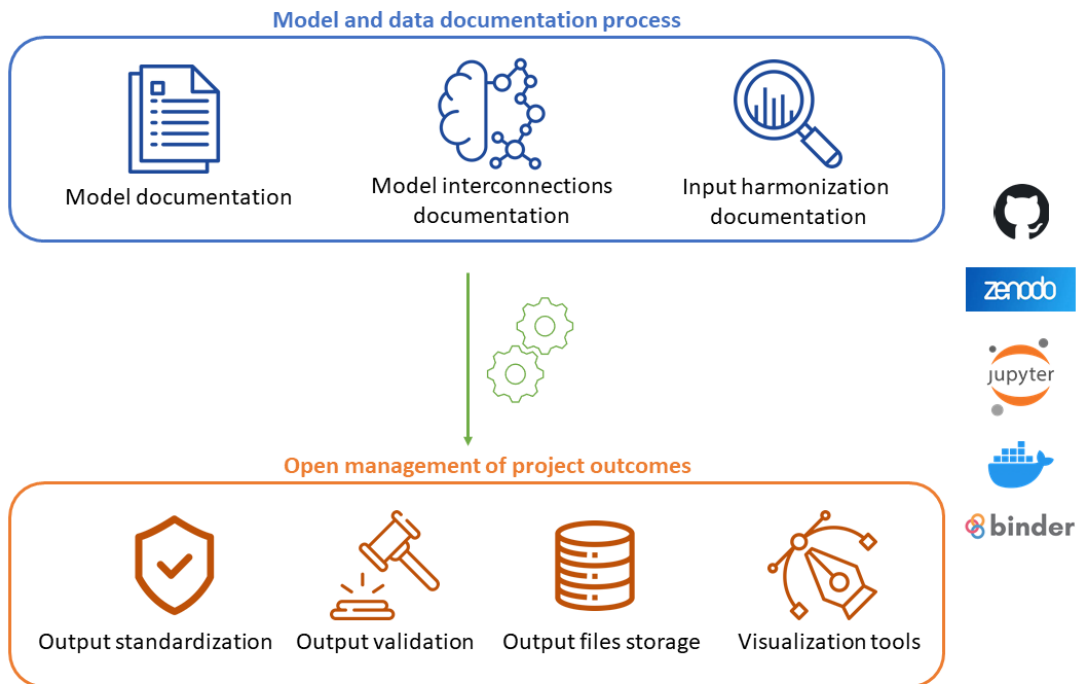 Model and data documentation process
Model documentation
Model interconnections
documentation
Input harmonization
documentation
zenodo
jupyter
Open management of project outcomes
binder
Output standardization
Output validation
Output files storage
Visualization tools